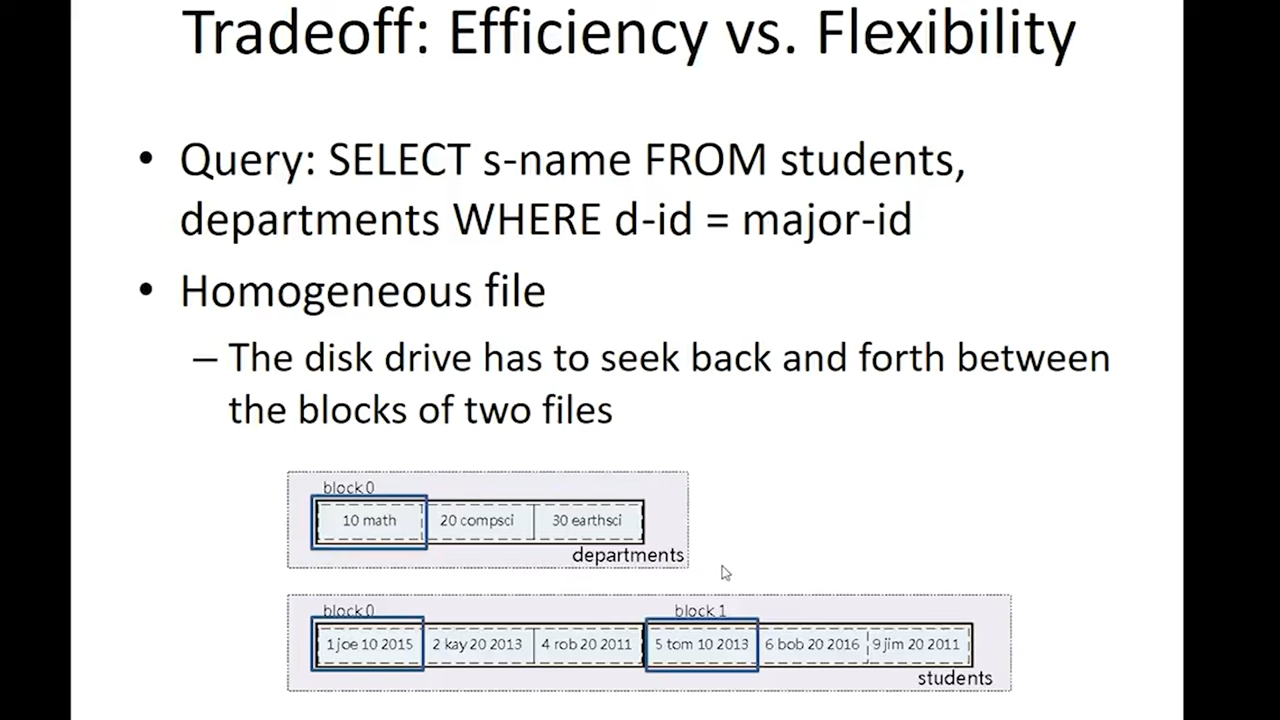 Tradeoff: Efficiency vs. Flexibility
• Query: SELECT s-name FROM students,
departments WHERE d-id = major-id
• Homogeneous file
– The disk drive has to seek back and forth between
the blocks of two files
block 0
10 math 20 compsci 30 earthsci
departments
block 0 block 1
1 joe 10 2015 2 kay 20 2013 4 rob 20 2011 5 tom 10 2013 6 bob 20 2016 9 jim 20 2011
students